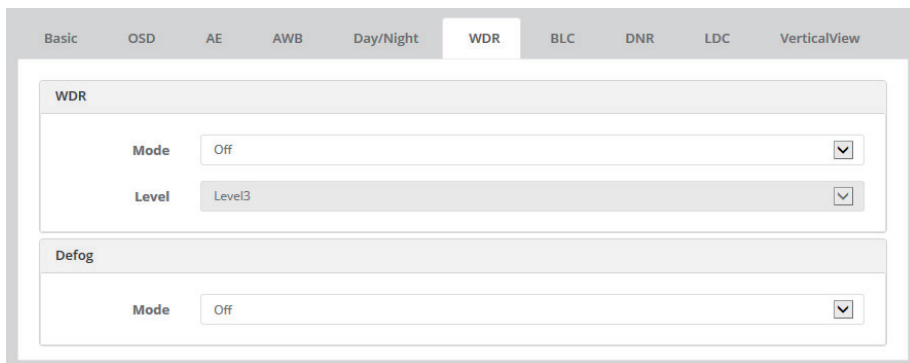 Basic OSD AE AWB Day/Night WDR BLC DNR LDC VerticalView
WDR
Mode Off
Level Level3
Defog
Mode Off